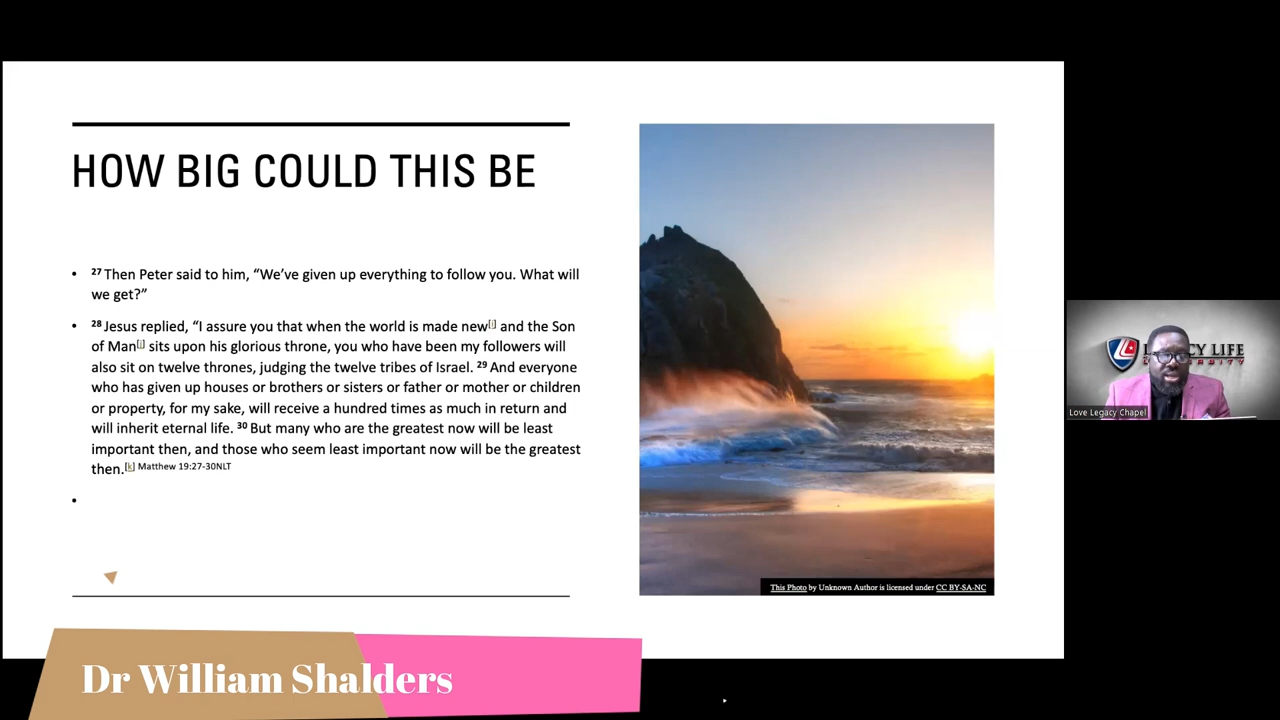 HOW BIG COULD THIS BE
• 27 Then Peter said to him, “We’ve given up everything to follow you. What will
we get?”
• 28 Jesus replied, “I assure you that when the world is made new[i] and the Son
of Man[j] sits upon his glorious throne, you who have been my followers will
also sit on twelve thrones, judging the twelve tribes of Israel. 29 And everyone
who has given up houses or brothers or sisters or father or mother or children
or property, for my sake, will receive a hundred times as much in return and
will inherit eternal life. 30 But many who are the greatest now will be least
important then, and those who seem least important now will be the greatest
then.[k] Matthew 19:27-30NLT
•
This Photo by Unknown Author is licensed under CC BY-SA-NC
LIFE
Love Legacy Chapel
Dr William Shalders